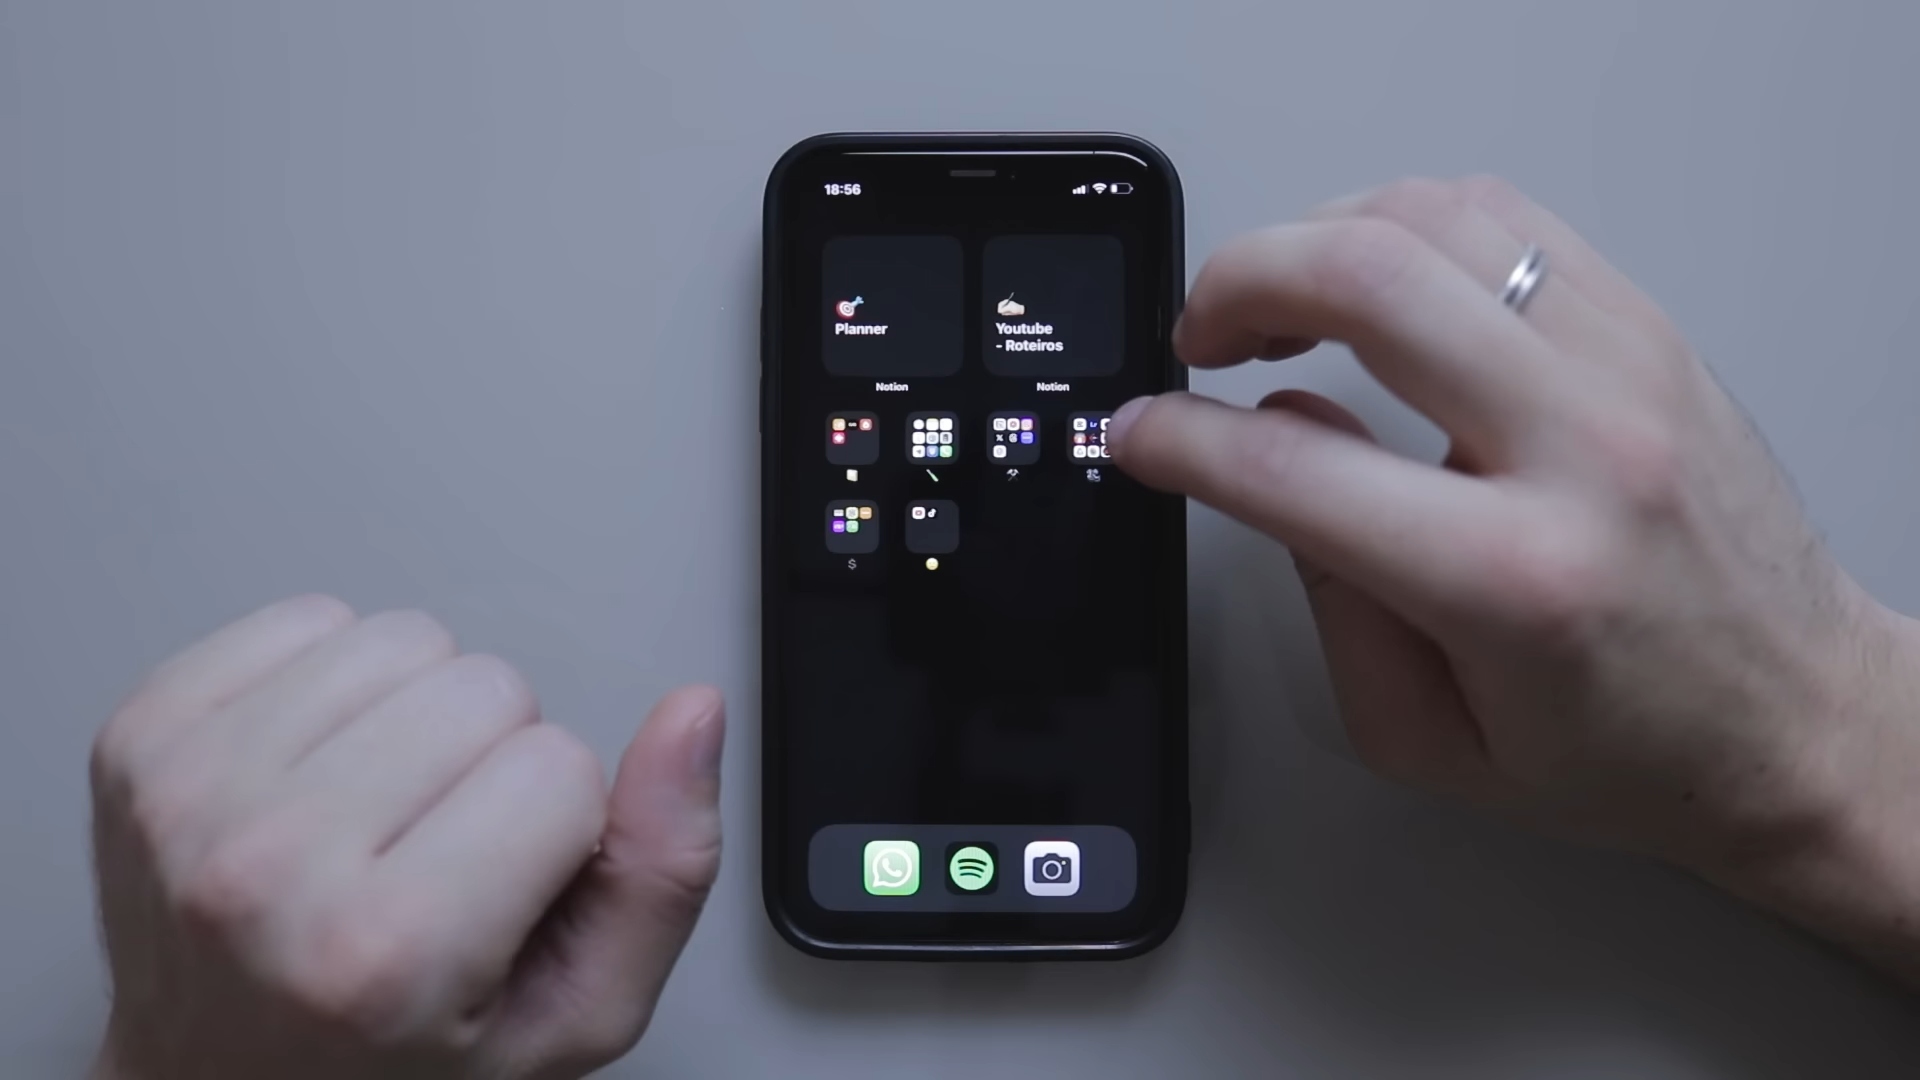 18:56
Planner
Youtube
- Roteiros
Notion
Notion
$